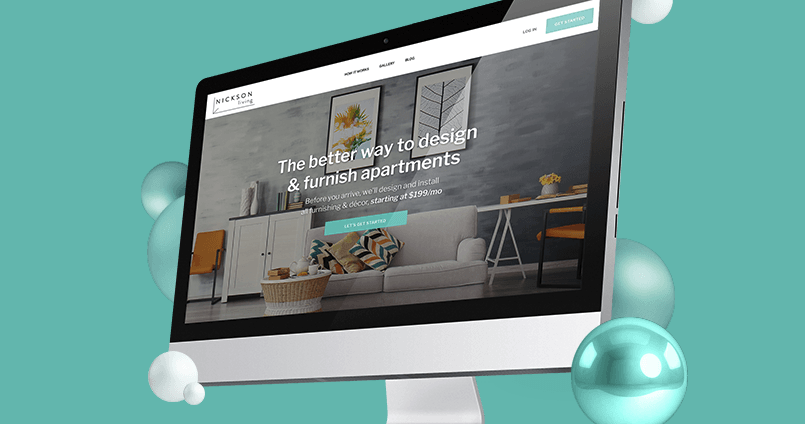 LOG IN
GET STARTED
HOW IT WORKS
GALLERY
BLOG
NICKSON
living
The better way to design
& furnish apartments
Before you arrive, we'll design and install
all furnishing & décor, starting at $199/mo
LET'S GET STARTED